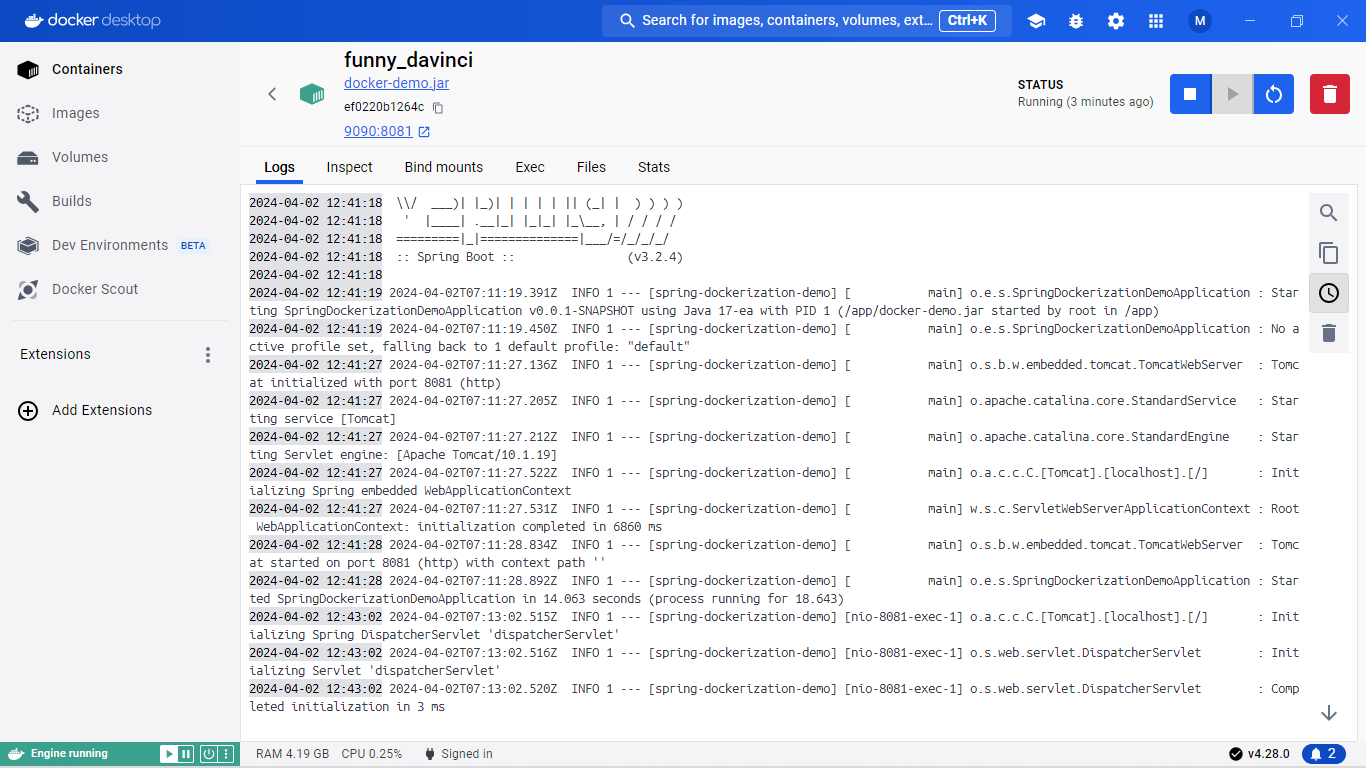 docker desktop
Search for images, containers, volumes, ext... Ctrl+K
M
Containers
Images
Volumes
Builds
Dev Environments BETA
Docker Scout
Extensions
Add Extensions
funny_davinci
docker-demo.jar
ef0220b1264c
9090:8081
STATUS
Running (3 minutes ago)
Logs Inspect Bind mounts Exec Files Stats
2024-04-02 12:41:18  \\/  ___)| |_)| | | | | || (_| |  ) ) ) )
2024-04-02 12:41:18   '  |____| .__|_| |_|_| |_\__, | / / / /
2024-04-02 12:41:18  =========|_|==============|___/=/_/_/_/
2024-04-02 12:41:18  :: Spring Boot ::                (v3.2.4)
2024-04-02 12:41:18
2024-04-02 12:41:19 2024-04-02T07:11:19.391Z  INFO 1 --- [spring-dockerization-demo] [           main] o.e.s.SpringDockerizationDemoApplication : Star
ting SpringDockerizationDemoApplication v0.0.1-SNAPSHOT using Java 17-ea with PID 1 (/app/docker-demo.jar started by root in /app)
2024-04-02 12:41:19 2024-04-02T07:11:19.450Z  INFO 1 --- [spring-dockerization-demo] [           main] o.e.s.SpringDockerizationDemoApplication : No a
ctive profile set, falling back to 1 default profile: "default"
2024-04-02 12:41:27 2024-04-02T07:11:27.136Z  INFO 1 --- [spring-dockerization-demo] [           main] o.s.b.w.embedded.tomcat.TomcatWebServer  : Tomc
at initialized with port 8081 (http)
2024-04-02 12:41:27 2024-04-02T07:11:27.205Z  INFO 1 --- [spring-dockerization-demo] [           main] o.apache.catalina.core.StandardService   : Star
ting service [Tomcat]
2024-04-02 12:41:27 2024-04-02T07:11:27.212Z  INFO 1 --- [spring-dockerization-demo] [           main] o.apache.catalina.core.StandardEngine    : Star
ting Servlet engine: [Apache Tomcat/10.1.19]
2024-04-02 12:41:27 2024-04-02T07:11:27.522Z  INFO 1 --- [spring-dockerization-demo] [           main] o.a.c.c.C.[Tomcat].[localhost].[/]       : Init
ializing Spring embedded WebApplicationContext
2024-04-02 12:41:27 2024-04-02T07:11:27.531Z  INFO 1 --- [spring-dockerization-demo] [           main] w.s.c.ServletWebServerApplicationContext : Root
 WebApplicationContext: initialization completed in 6860 ms
2024-04-02 12:41:28 2024-04-02T07:11:28.834Z  INFO 1 --- [spring-dockerization-demo] [           main] o.s.b.w.embedded.tomcat.TomcatWebServer  : Tomc
at started on port 8081 (http) with context path ''
2024-04-02 12:41:28 2024-04-02T07:11:28.892Z  INFO 1 --- [spring-dockerization-demo] [           main] o.e.s.SpringDockerizationDemoApplication : Star
ted SpringDockerizationDemoApplication in 14.063 seconds (process running for 18.643)
2024-04-02 12:43:02 2024-04-02T07:13:02.515Z  INFO 1 --- [spring-dockerization-demo] [nio-8081-exec-1] o.a.c.c.C.[Tomcat].[localhost].[/]       : Init
ializing Spring DispatcherServlet 'dispatcherServlet'
2024-04-02 12:43:02 2024-04-02T07:13:02.516Z  INFO 1 --- [spring-dockerization-demo] [nio-8081-exec-1] o.s.web.servlet.DispatcherServlet        : Init
ializing Servlet 'dispatcherServlet'
2024-04-02 12:43:02 2024-04-02T07:13:02.520Z  INFO 1 --- [spring-dockerization-demo] [nio-8081-exec-1] o.s.web.servlet.DispatcherServlet        : Comp
leted initialization in 3 ms
Engine running
RAM 4.19 GB CPU 0.25% Signed in
v4.28.0
2